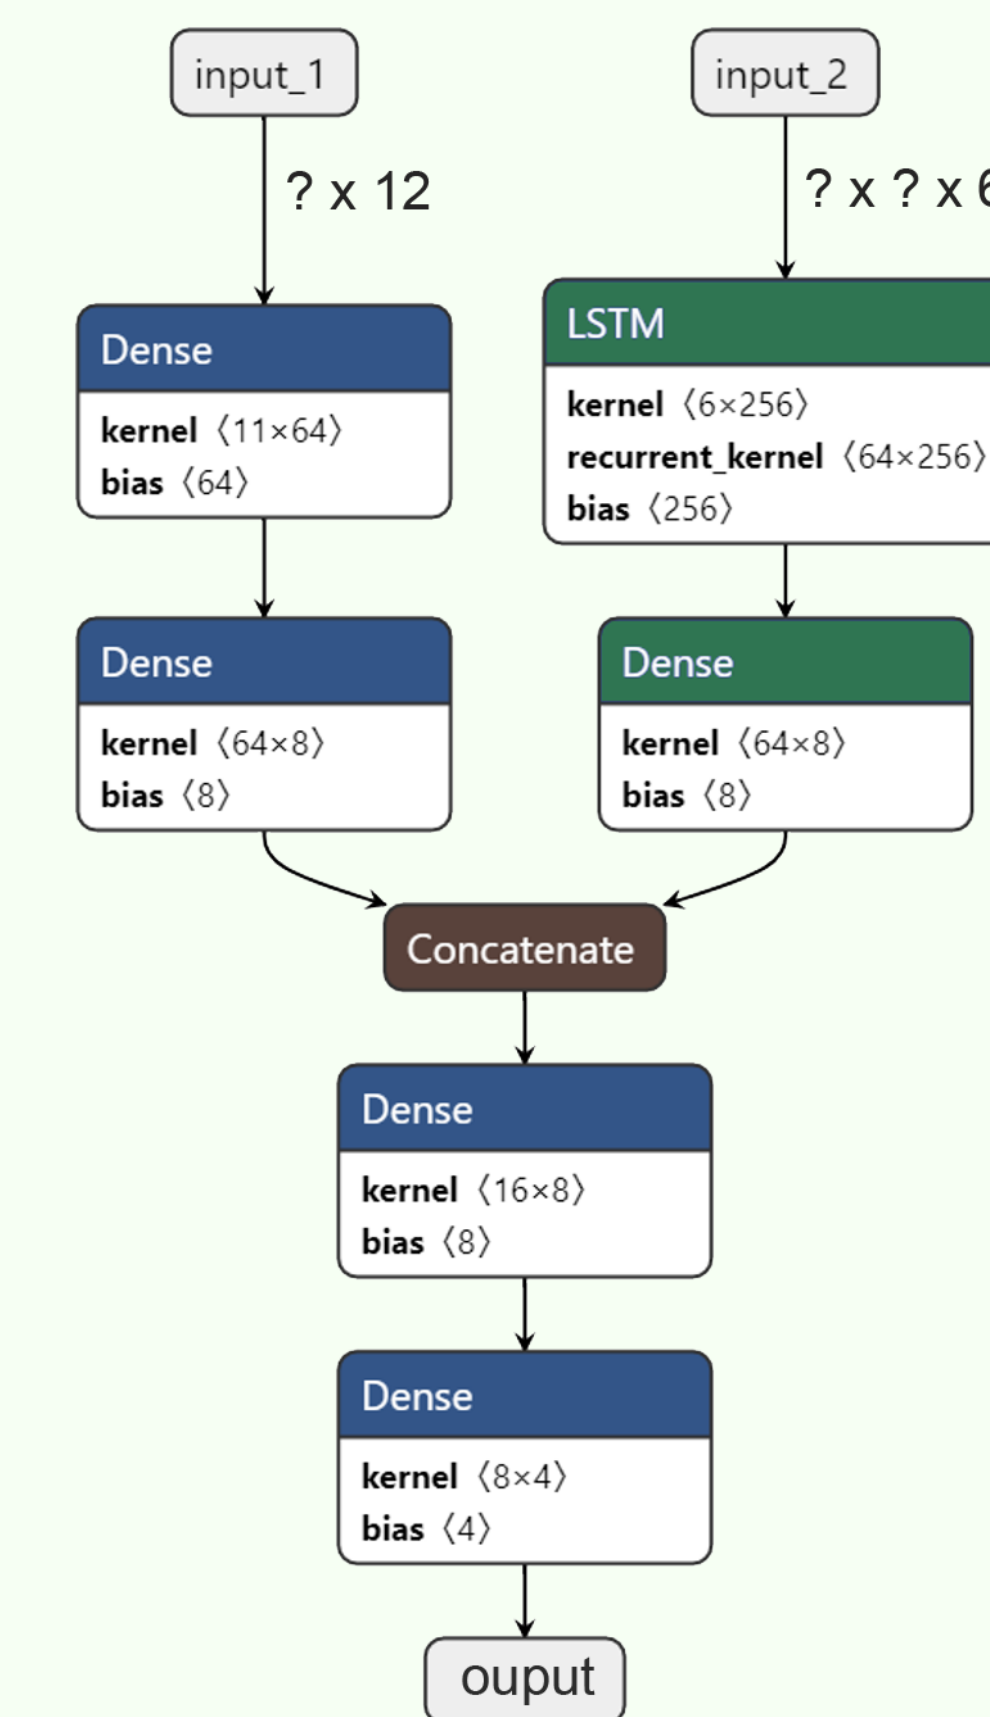 input_1
input_2
? x 12
? x ? x 6
Dense
kernel 〈11×64〉
bias 〈64〉
LSTM
kernel 〈6×256〉
recurrent_kernel 〈64×256〉
bias 〈256〉
Dense
kernel 〈64×8〉
bias 〈8〉
Dense
kernel 〈64×8〉
bias 〈8〉
Concatenate
Dense
kernel 〈16×8〉
bias 〈8〉
Dense
kernel 〈8×4〉
bias 〈4〉
ouput